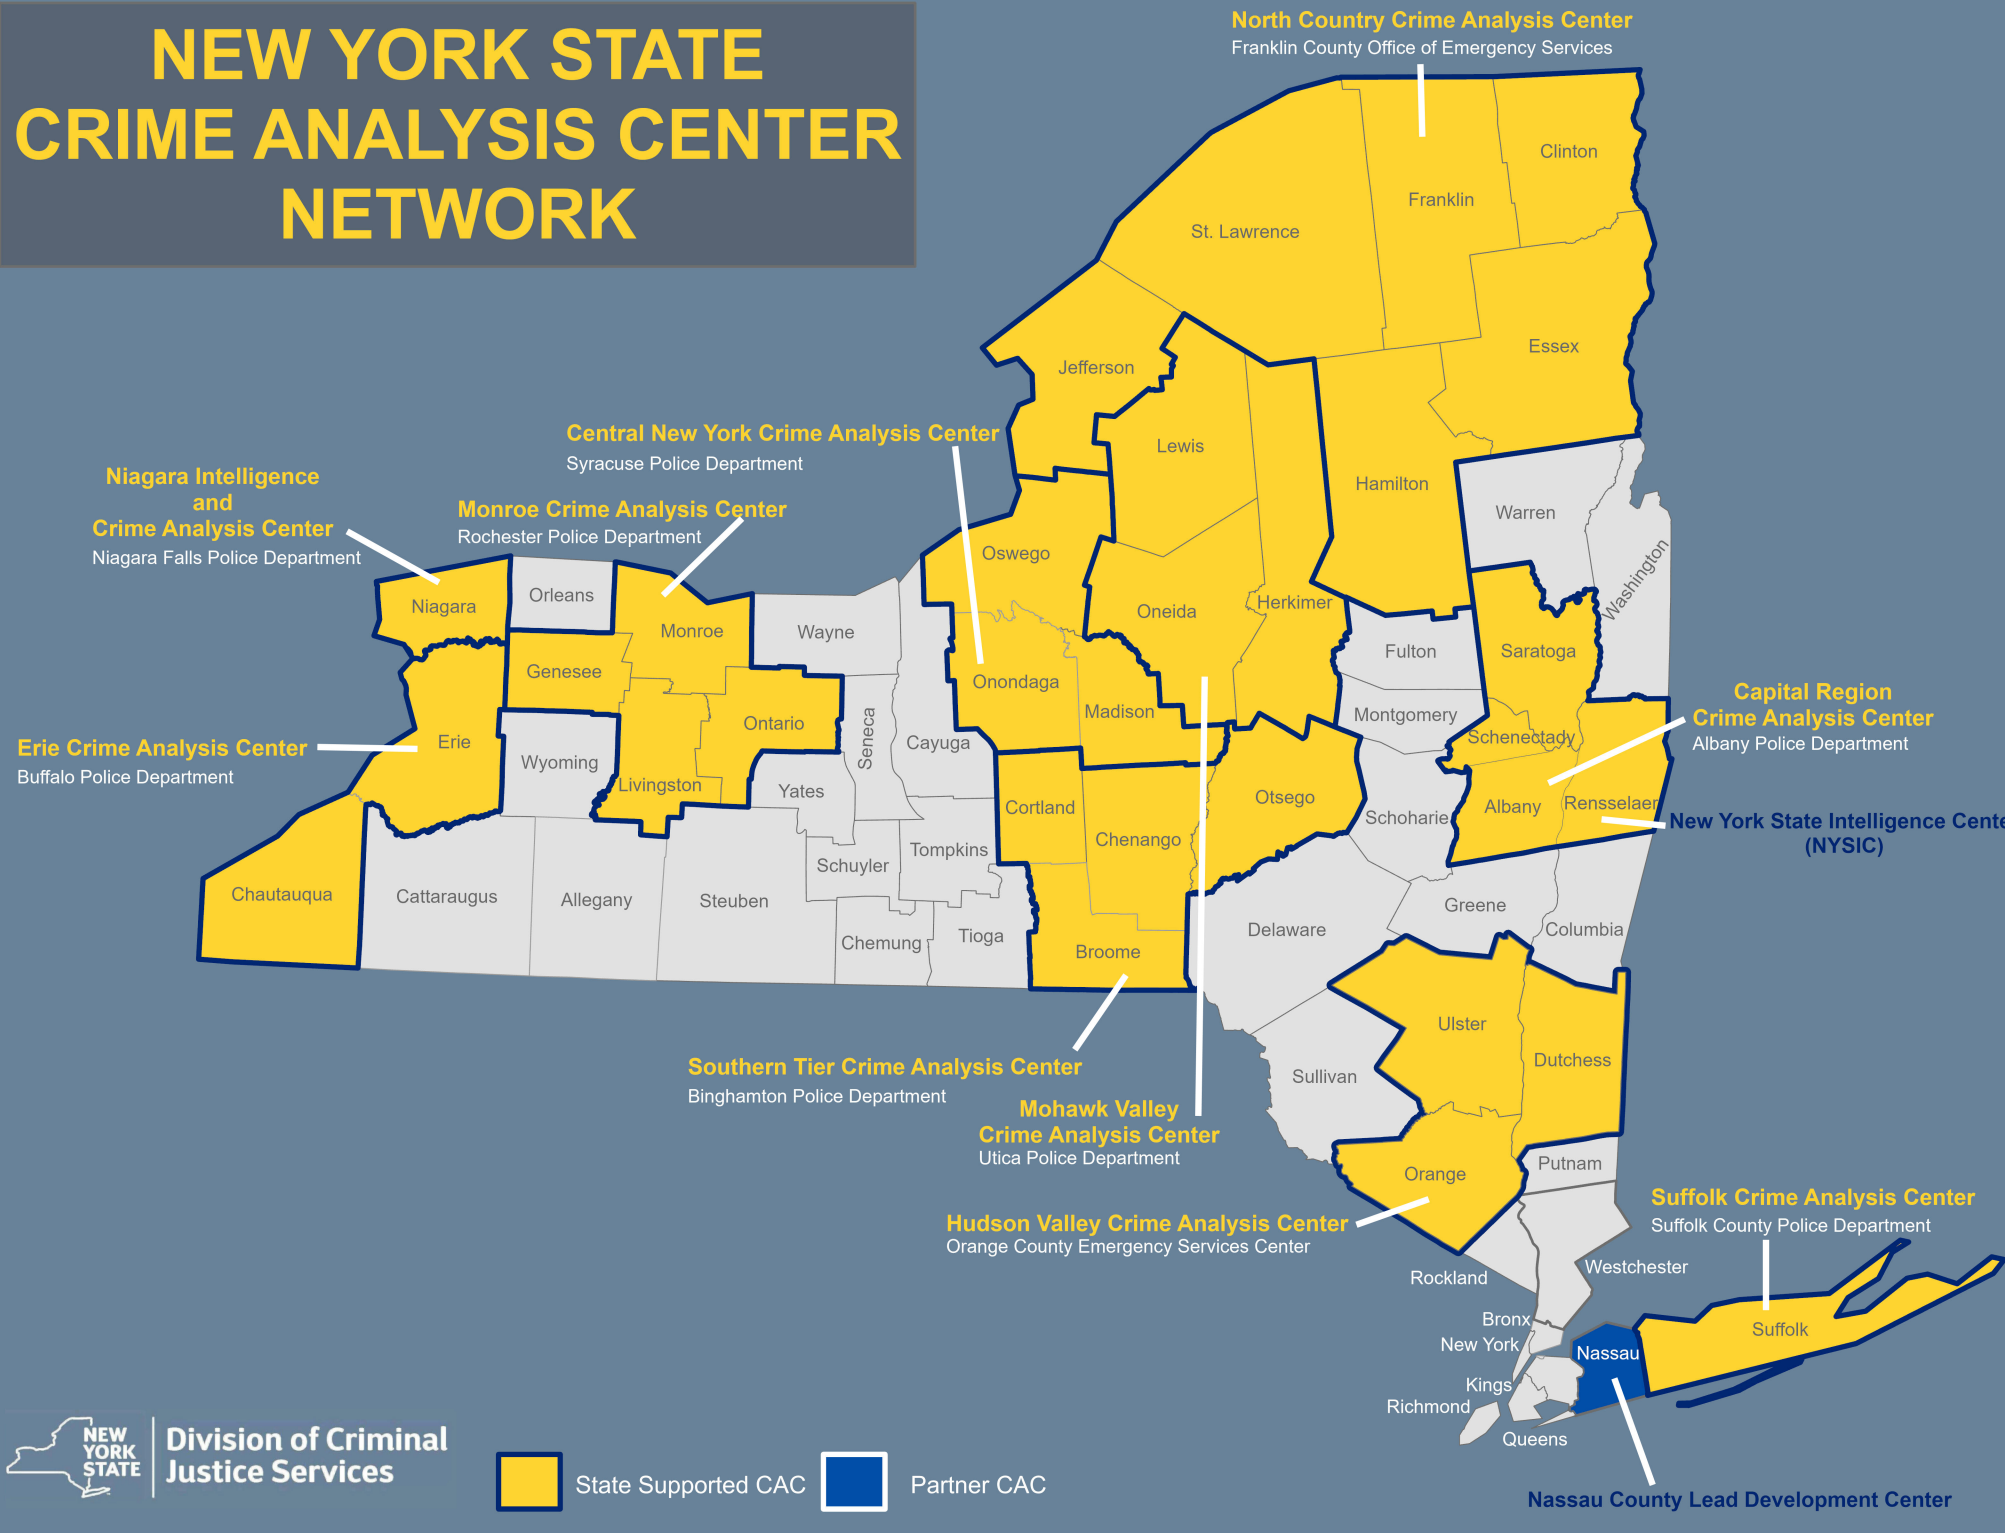 NEW YORK STATE
CRIME ANALYSIS CENTER
NETWORK
North Country Crime Analysis Center
Franklin County Office of Emergency Services
Clinton
Franklin
St. Lawrence
Essex
Jefferson
Lewis
Hamilton
Warren
Washington
Central New York Crime Analysis Center
Syracuse Police Department
Niagara Intelligence
and
Crime Analysis Center
Niagara Falls Police Department
Monroe Crime Analysis Center
Rochester Police Department
Oswego
Niagara
Orleans
Monroe
Wayne
Oneida
Herkimer
Fulton
Saratoga
Genesee
Onondaga
Madison
Montgomery
Capital Region
Crime Analysis Center
Albany Police Department
Erie Crime Analysis Center
Buffalo Police Department
Erie
Wyoming
Livingston
Ontario
Seneca
Cayuga
Schenectady
Yates
Cortland
Chenango
Otsego
Schoharie
Albany
Rensselaer
New York State Intelligence Cente
(NYSIC)
Chautauqua
Cattaraugus
Allegany
Steuben
Schuyler
Tompkins
Chemung
Tioga
Broome
Delaware
Greene
Columbia
Ulster
Dutchess
Sullivan
Southern Tier Crime Analysis Center
Binghamton Police Department
Mohawk Valley
Crime Analysis Center
Utica Police Department
Orange
Putnam
Hudson Valley Crime Analysis Center
Orange County Emergency Services Center
Suffolk Crime Analysis Center
Suffolk County Police Department
Rockland
Westchester
Bronx
New York
Kings
Richmond
Queens
Nassau
Suffolk
Nassau County Lead Development Center
NEW
YORK
STATE
Division of Criminal
Justice Services
State Supported CAC
Partner CAC